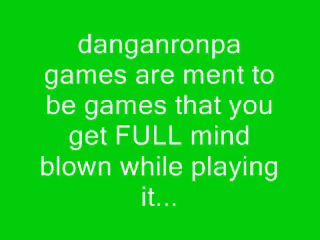 danganronpa
games are ment to
be games that you
get FULL mind
blown while playing
it...